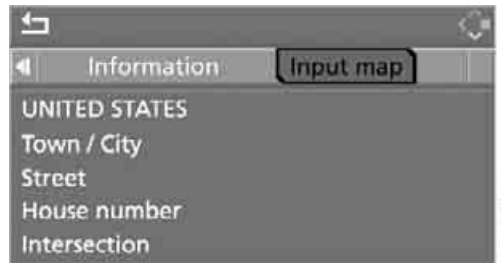 Information Input map
UNITED STATES
Town / City
Street
House number
Intersection